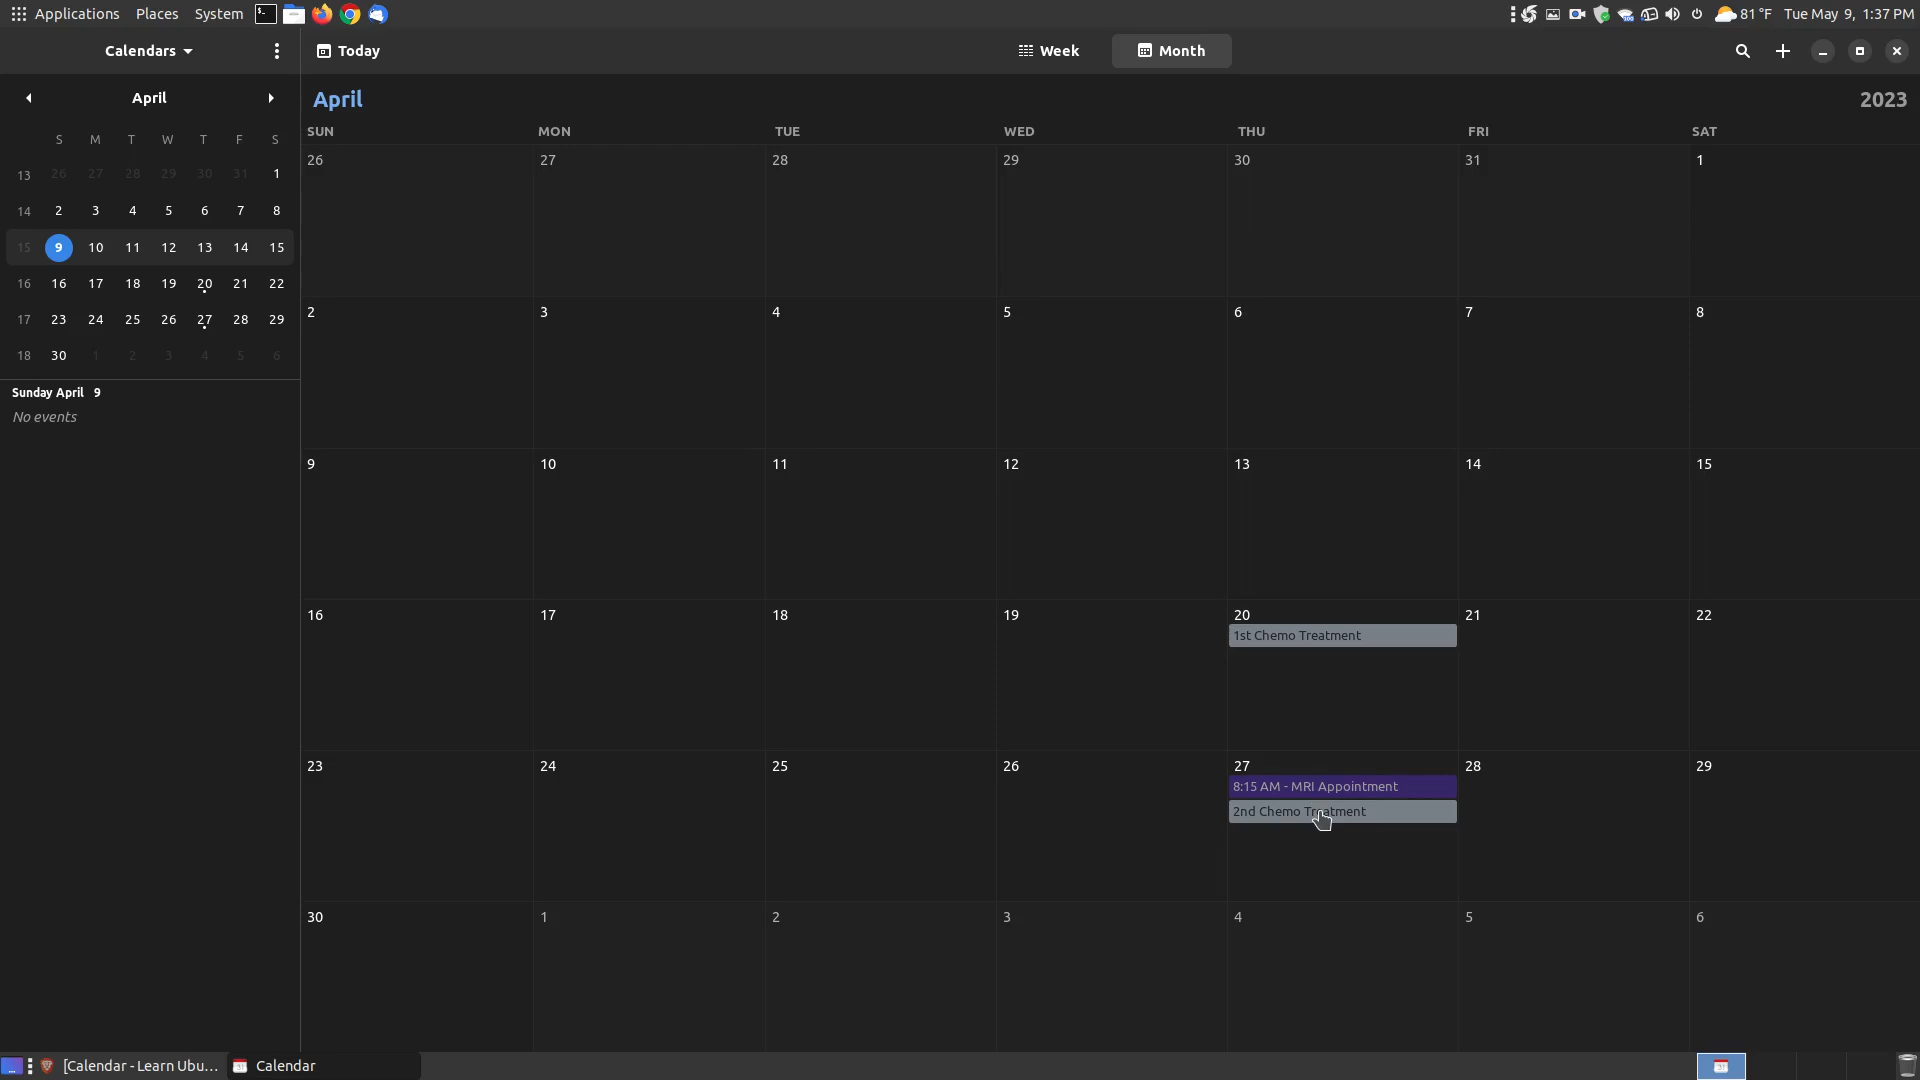 Applications Places System 81 °F Tue May 9, 1:37 PM
Calendars Today Week Month
April
S M T W T F S
13 26 27 28 29 30 31 1
14 2 3 4 5 6 7 8
15 9 10 11 12 13 14 15
16 16 17 18 19 20 21 22
17 23 24 25 26 27 28 29
18 30 1 2 3 4 5 6
Sunday April 9
No events
April 2023
SUN MON TUE WED THU FRI SAT
26 27 28 29 30 31 1
2 3 4 5 6 7 8
9 10 11 12 13 14 15
16 17 18 19 20 21 22
1st Chemo Treatment
23 24 25 26 27 28 29
8:15 AM - MRI Appointment
2nd Chemo Treatment
30 1 2 3 4 5 6
[Calendar - Learn Ubu... Calendar